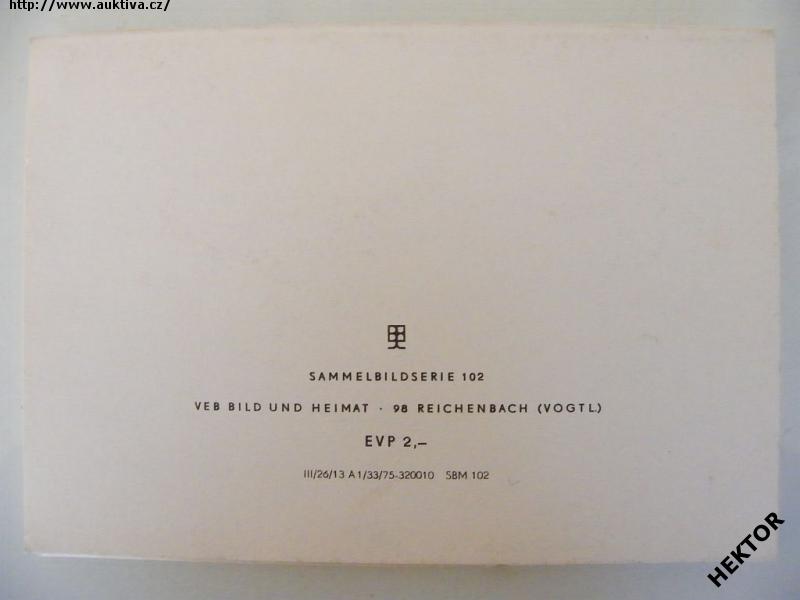 http://www.auktiva.cz/
SAMMELBILDSERIE 102
VEB BILD UND HEIMAT · 98 REICHENBACH (VOGTL.)
EVP 2,–
III/26/13 A 1/33/75-320010 SBM 102
HEKTOR